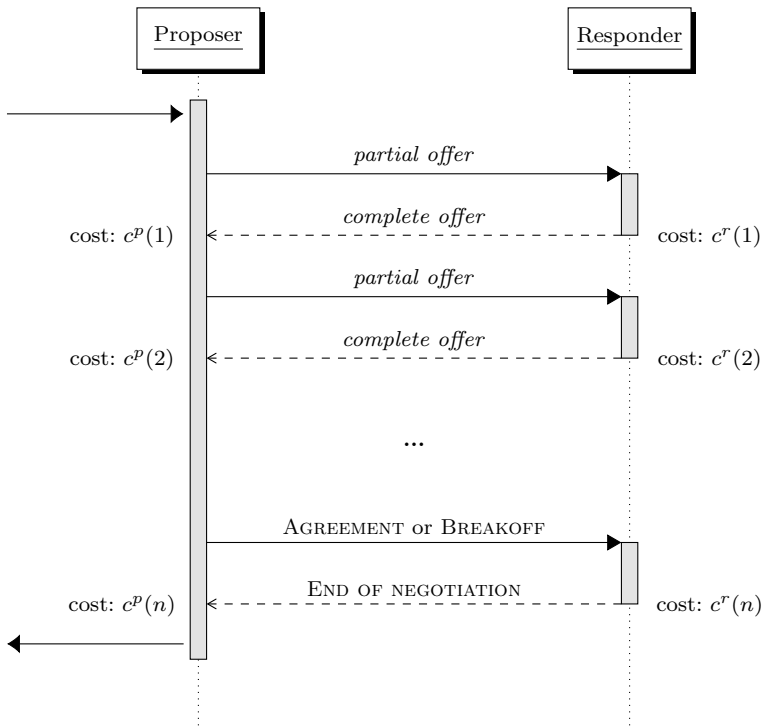 Proposer
Responder
partial offer
complete offer
cost: c^p(1)
cost: c^r(1)
partial offer
complete offer
cost: c^p(2)
cost: c^r(2)
...
AGREEMENT or BREAKOFF
END OF NEGOTIATION
cost: c^p(n)
cost: c^r(n)